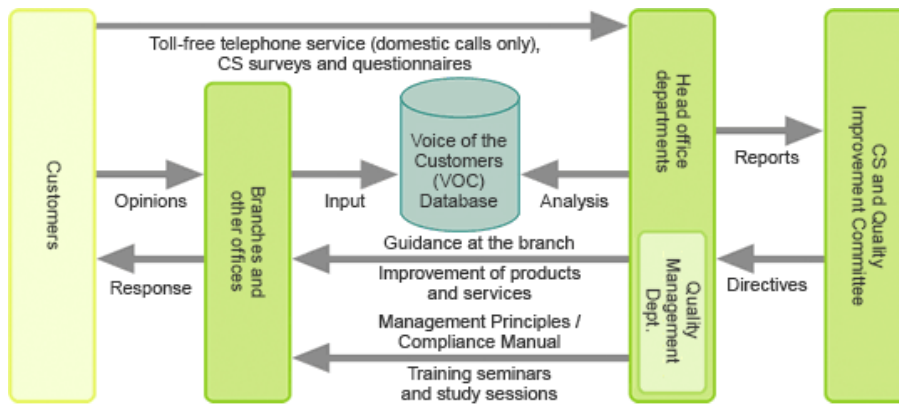 Toll-free telephone service (domestic calls only),
CS surveys and questionnaires
Customers
Opinions
Response
Branches and
other offices
Input
Voice of the
Customers
(VOC)
Database
Analysis
Guidance at the branch
Improvement of products
and services
Management Principles /
Compliance Manual
Training seminars
and study sessions
Head office
departments
Quality
Management
Dept.
Reports
Directives
CS and Quality
Improvement Committee